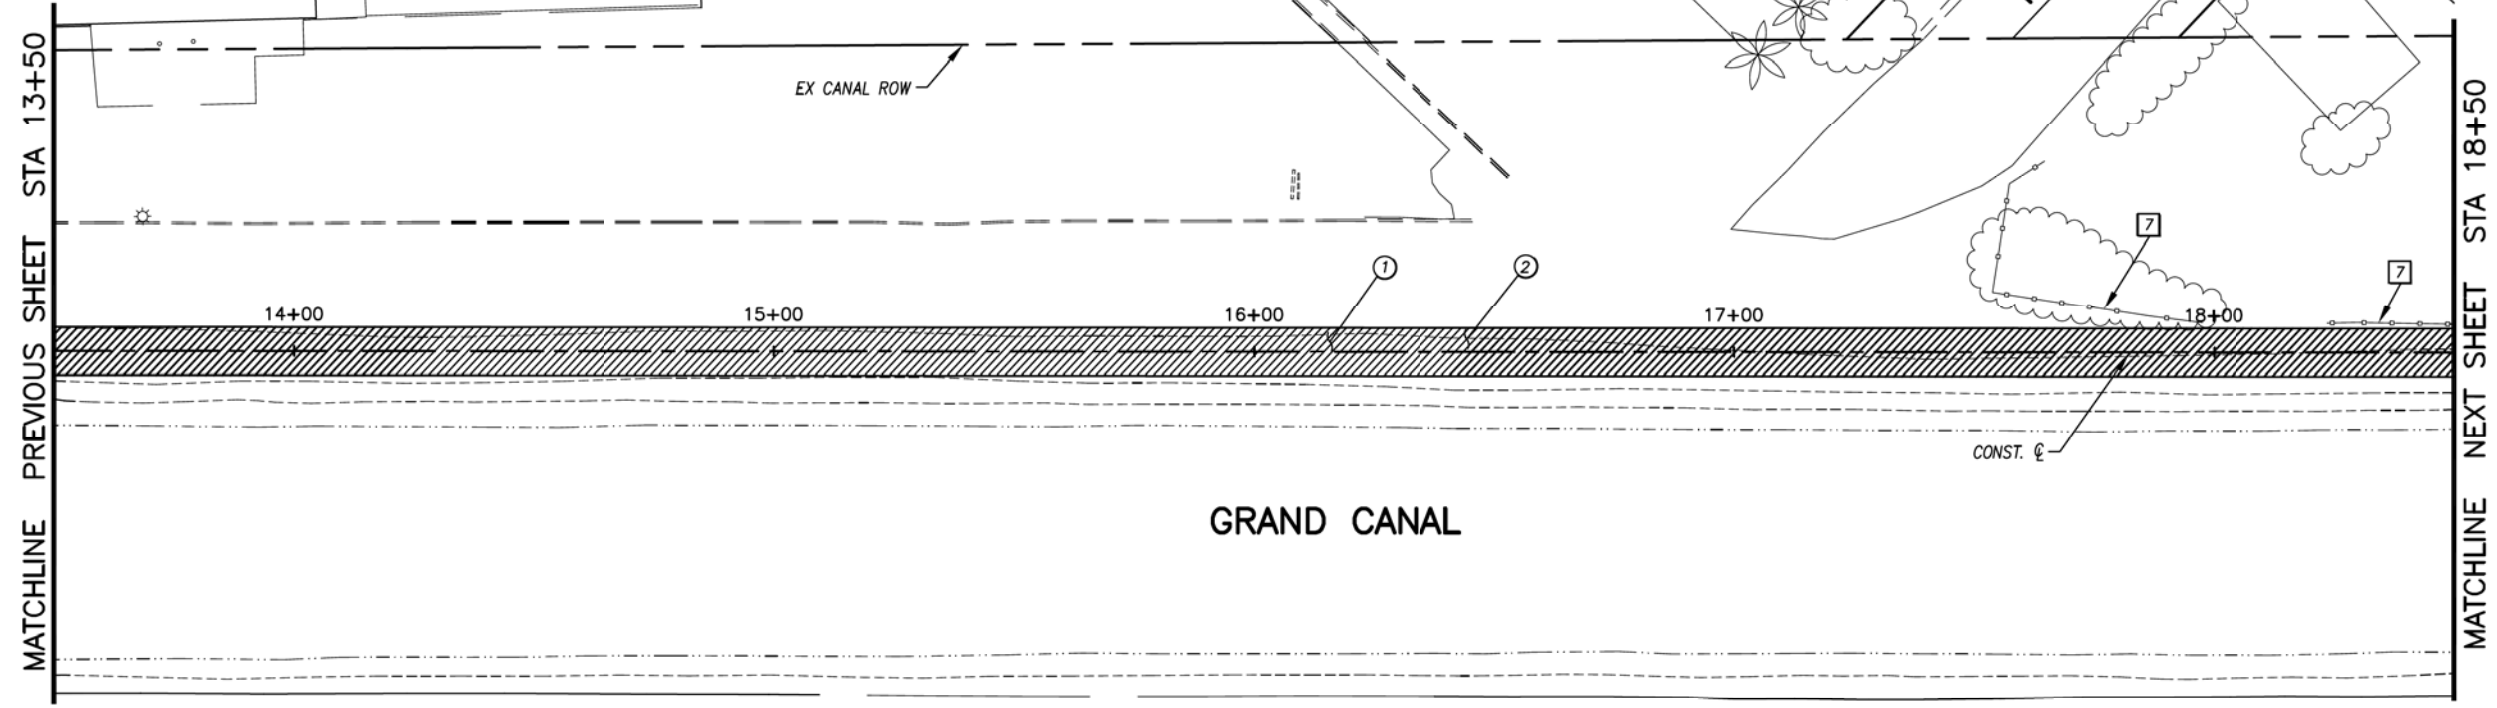 MATCHLINE PREVIOUS SHEET STA 13+50
EX CANAL ROW
7
1
2
7
14+00
15+00
16+00
17+00
18+00
CONST. ℄
GRAND CANAL
MATCHLINE NEXT SHEET STA 18+50